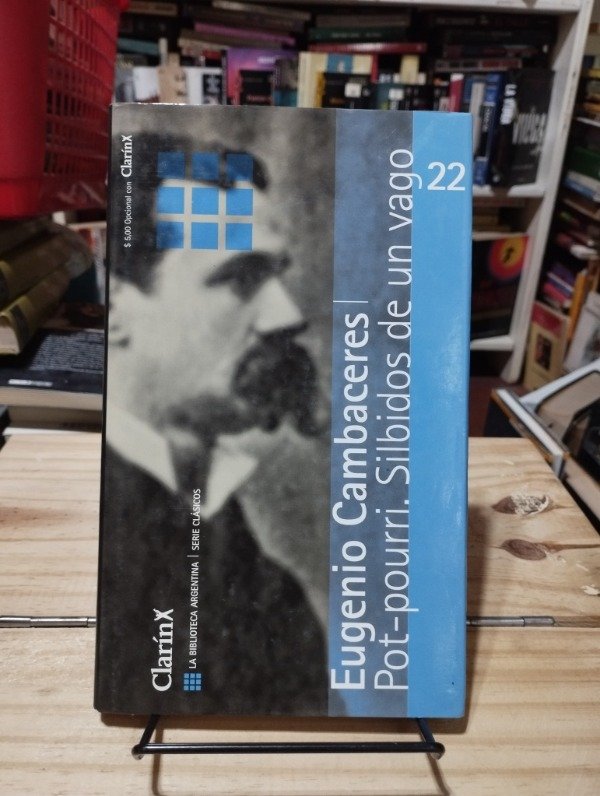 Eugenio Cambaceres
Pot-pourri. Silbidos de un vago
22
$ 5,00 Opcional con Clarín
Clarín
LA BIBLIOTECA ARGENTINA | SERIE CLÁSICOS